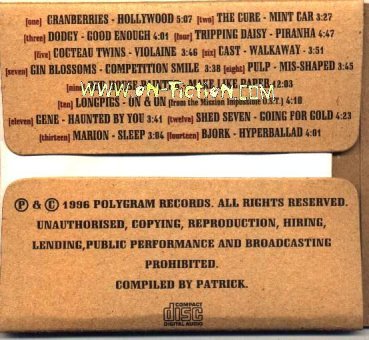 [one] CRANBERRIES - HOLLYWOOD 5:07 [two] THE CURE - MINT CAR 3:27
[three] DODGY - GOOD ENOUGH 4:01 [four] TRIPPING DAISY - PIRANHA 4:47
[five] COCTEAU TWINS - VIOLAINE 3:46 [six] CAST - WALKAWAY - 3:51
[seven] GIN BLOSSOMS - COMPETITION SMILE 3:38 [eight] PULP - MIS-SHAPED 3:45
MAKE LIKE PAPER 12:03
[ten] LONGPIGS - ON & ON (from the Mission Impossible O.S.T.) 4:18
[eleven] GENE - HAUNTED BY YOU 3:41 [twelve] SHED SEVEN - GOING FOR GOLD 4:23
[thirteen] MARION - SLEEP 3:04 [fourteen] BJORK - HYPERBALLAD 4:01
Ⓟ & © 1996 POLYGRAM RECORDS. ALL RIGHTS RESERVED.
UNAUTHORISED, COPYING, REPRODUCTION, HIRING,
LENDING,PUBLIC PERFORMANCE AND BROADCASTING
PROHIBITED.
COMPILED BY PATRICK.
COMPACT
disc
DIGITAL AUDIO